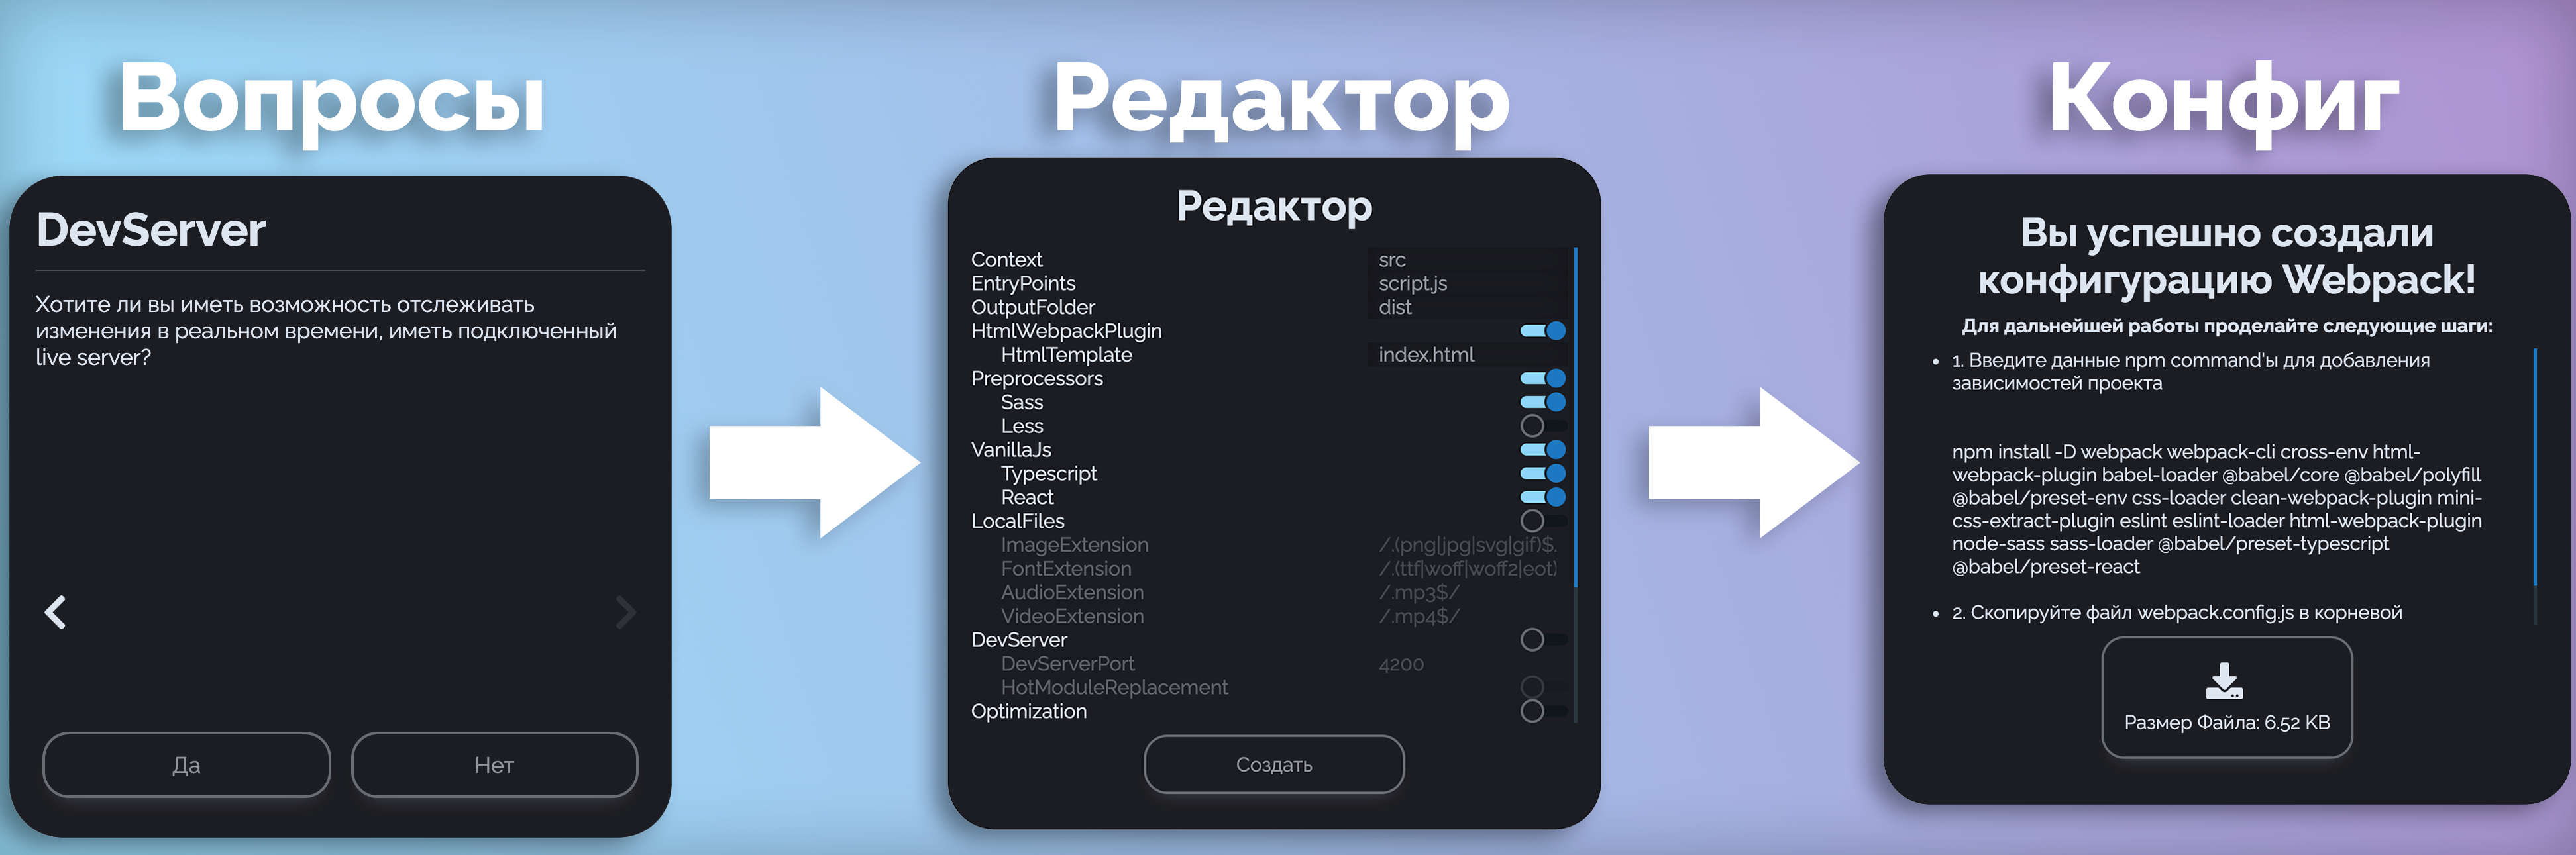 Вопросы
DevServer
Хотите ли вы иметь возможность отслеживать
изменения в реальном времени, иметь подключенный
live server?
Да
Нет
Редактор
Редактор
Context src
EntryPoints script.js
OutputFolder dist
HtmlWebpackPlugin
HtmlTemplate index.html
Preprocessors
Sass
Less
VanillaJs
Typescript
React
LocalFiles
ImageExtension /.(png|jpg|svg|gif)$.
FontExtension /.(ttf|woff|woff2|eot)
AudioExtension /.mp3$/
VideoExtension /.mp4$/
DevServer
DevServerPort 4200
HotModuleReplacement
Optimization
Создать
Конфиг
Вы успешно создали
конфигурацию Webpack!
Для дальнейшей работы проделайте следующие шаги:
• 1. Введите данные npm command'ы для добавления
зависимостей проекта
npm install -D webpack webpack-cli cross-env html-
webpack-plugin babel-loader @babel/core @babel/polyfill
@babel/preset-env css-loader clean-webpack-plugin mini-
css-extract-plugin eslint eslint-loader html-webpack-plugin
node-sass sass-loader @babel/preset-typescript
@babel/preset-react
• 2. Скопируйте файл webpack.config.js в корневой
Размер Файла: 6.52 KB